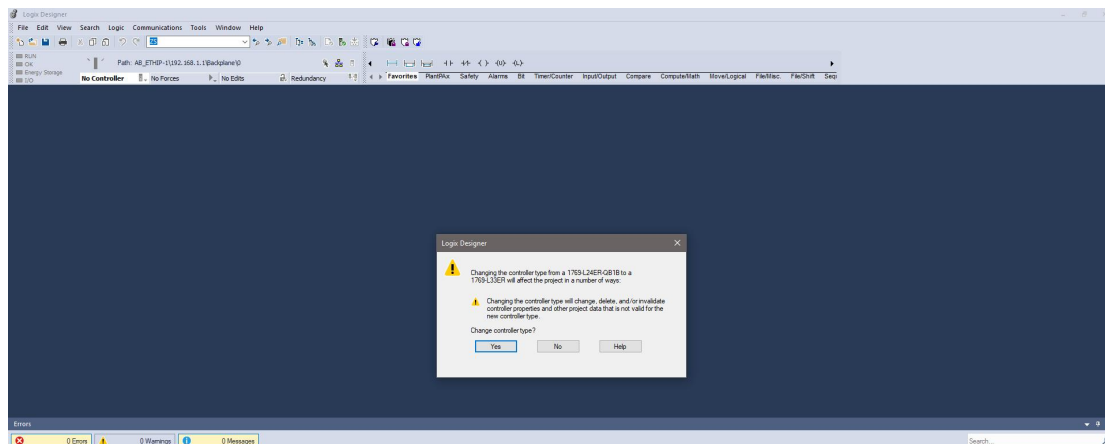 Logix Designer
File Edit View Search Logic Communications Tools Window Help
ZS
RUN
OK
Energy Storage
I/O
Path: AB_ETHIP-1\192.168.1.1\Backplane\0
No Controller No Forces No Edits Redundancy
Favorites PlantPAx Safety Alarms Bit Timer/Counter Input/Output Compare Compute/Math Move/Logical File/Misc. File/Shift Sequ
Logix Designer
Changing the controller type from a 1769-L24ER-QB1B to a
1769-L33ER will affect the project in a number of ways:
Changing the controller type will change, delete, and/or invalidate
controller properties and other project data that is not valid for the
new controller type.
Change controller type?
Yes No Help
Errors
0 Errors 0 Warnings 0 Messages Search...